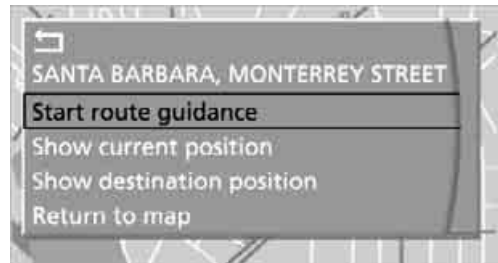 SANTA BARBARA, MONTERREY STREET
Start route guidance
Show current position
Show destination position
Return to map